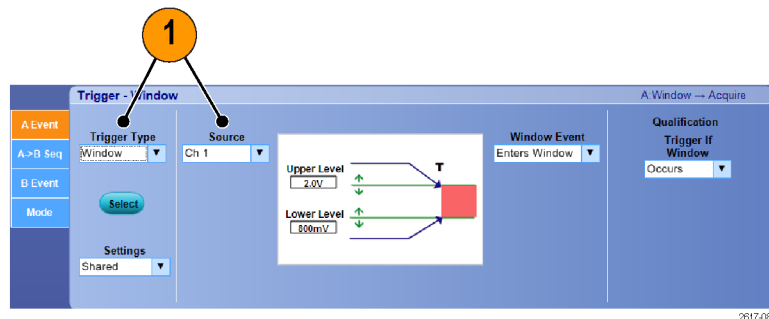 1
Trigger - Window
A:Window → Acquire
A Event
A->B Seq
B Event
Mode
Trigger Type
Window
Select
Settings
Shared
Source
Ch 1
Upper Level
2.0V
Lower Level
800mV
T
Window Event
Enters Window
Qualification
Trigger If
Window
Occurs